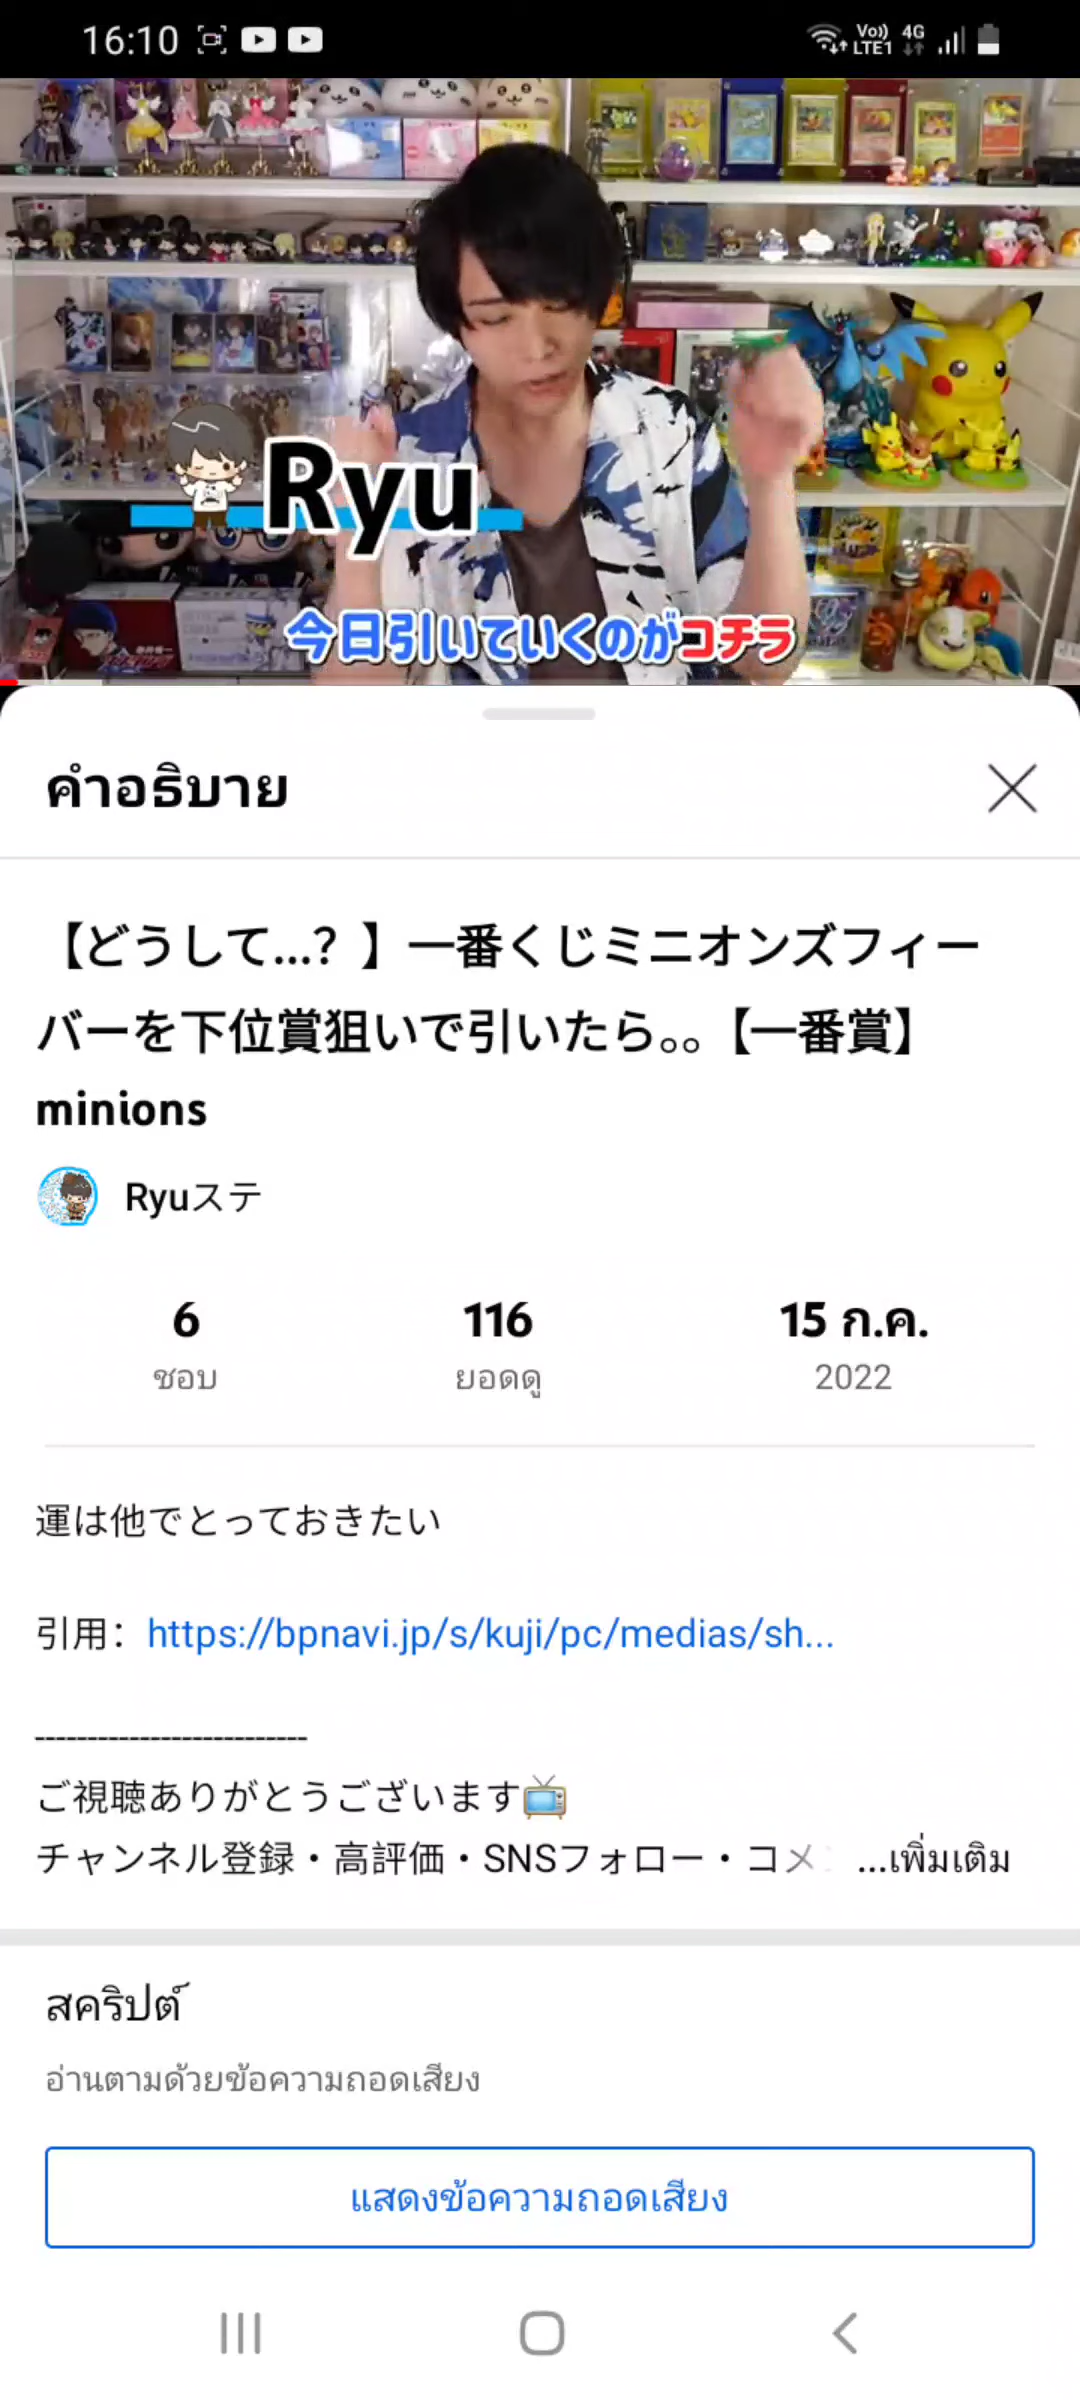 16:10
Vo))
LTE1
4G
Ryu
今日引いていくのがコチラ
คำอธิบาย
【どうして...？】一番くじミニオンズフィー
バーを下位賞狙いで引いたら。。【一番賞】
minions
Ryuステ
6
116
15 ก.ค.
ชอบ
ยอดดู
2022
運は他でとっておきたい
引用：https://bpnavi.jp/s/kuji/pc/medias/sh...
--------------------------
ご視聴ありがとうございます📺
チャンネル登録・高評価・SNSフォロー・コメ ...เพิ่มเติม
สคริปต์
อ่านตามด้วยข้อความถอดเสียง
แสดงข้อความถอดเสียง